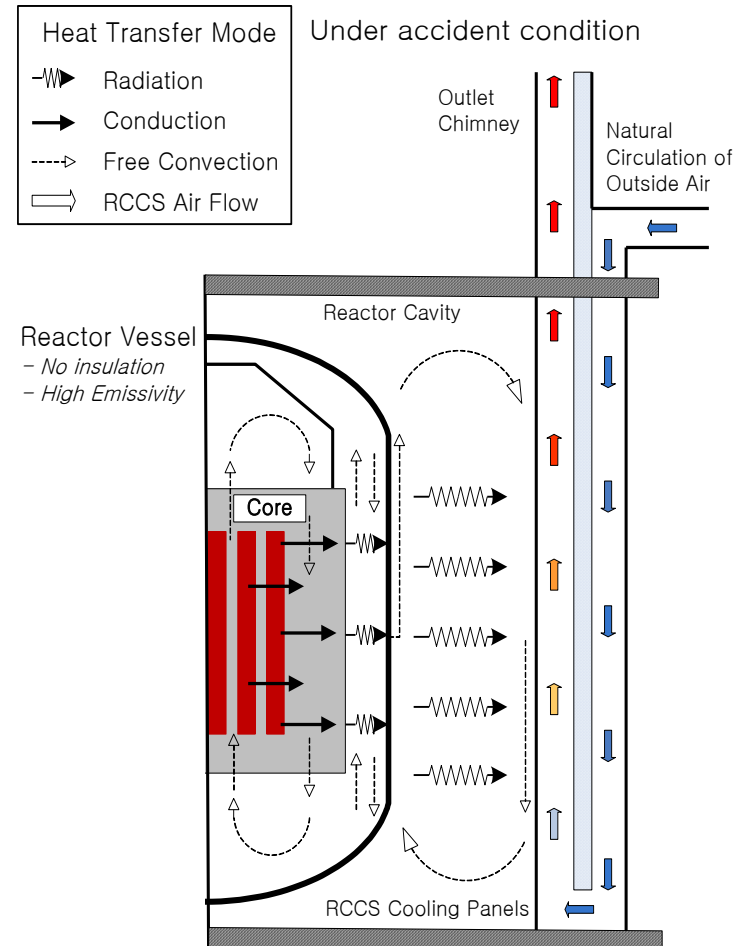 Heat Transfer Mode
Radiation
Conduction
Free Convection
RCCS Air Flow
Under accident condition
Outlet
Chimney
Natural
Circulation of
Outside Air
Reactor Cavity
Reactor Vessel
- No insulation
- High Emissivity
Core
RCCS Cooling Panels